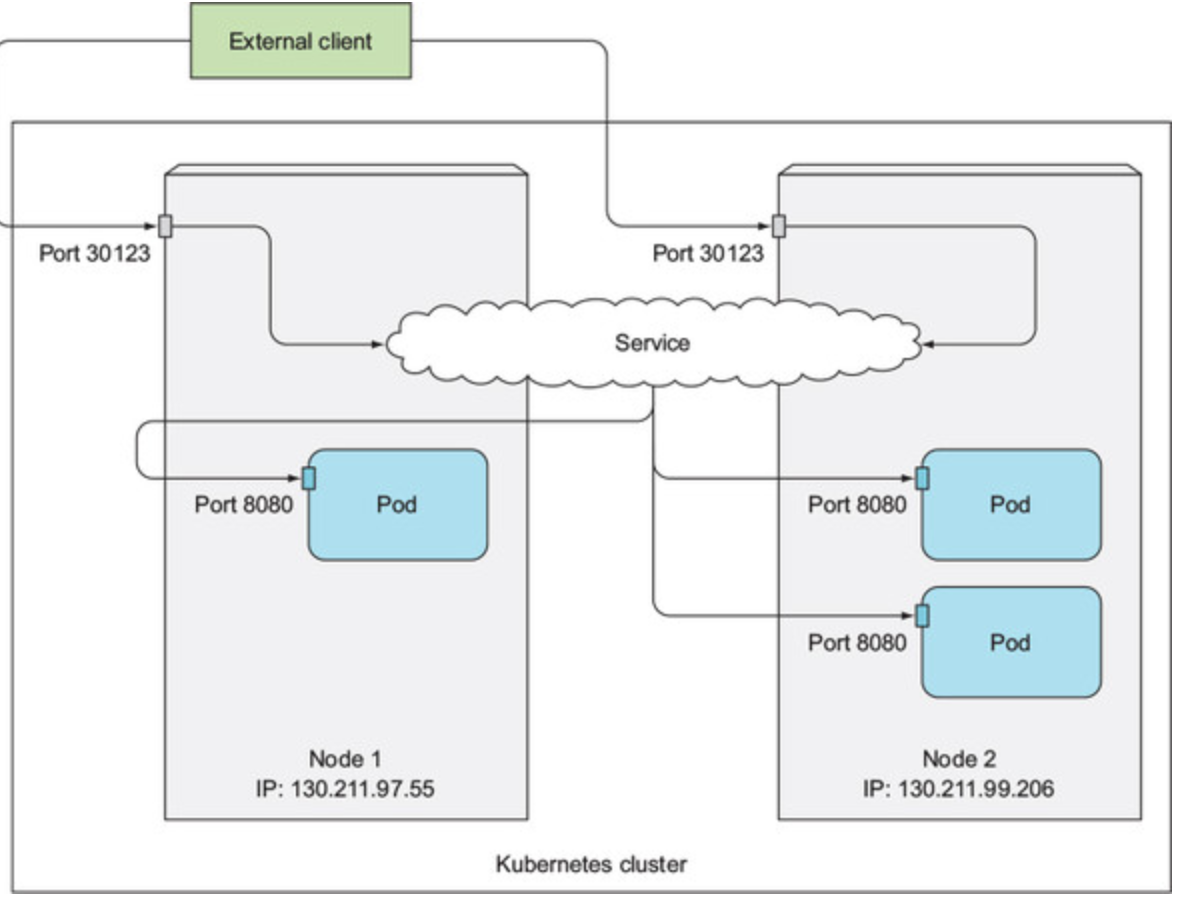 External client
Port 30123
Port 30123
Service
Port 8080
Pod
Port 8080
Pod
Port 8080
Pod
Node 1
IP: 130.211.97.55
Node 2
IP: 130.211.99.206
Kubernetes cluster